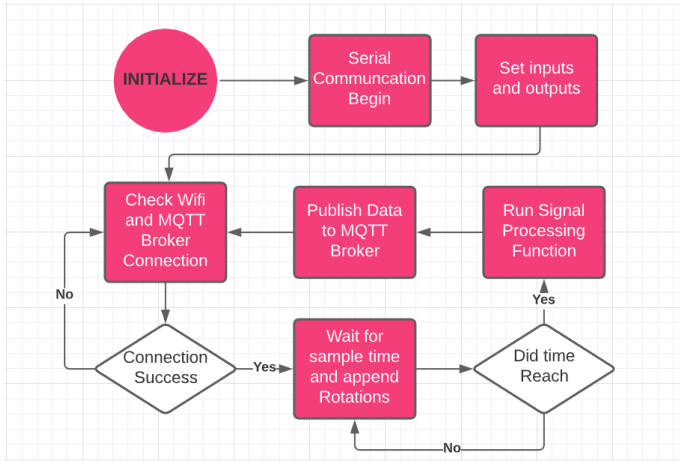 INITIALIZE
Serial
Communcation
Begin
Set inputs
and outputs
Check Wifi
and MQTT
Broker
Connection
Publish Data
to MQTT
Broker
Run Signal
Processing
Function
No
Yes
Connection
Success
Yes
Wait for
sample time
and append
Rotations
Did time
Reach
No